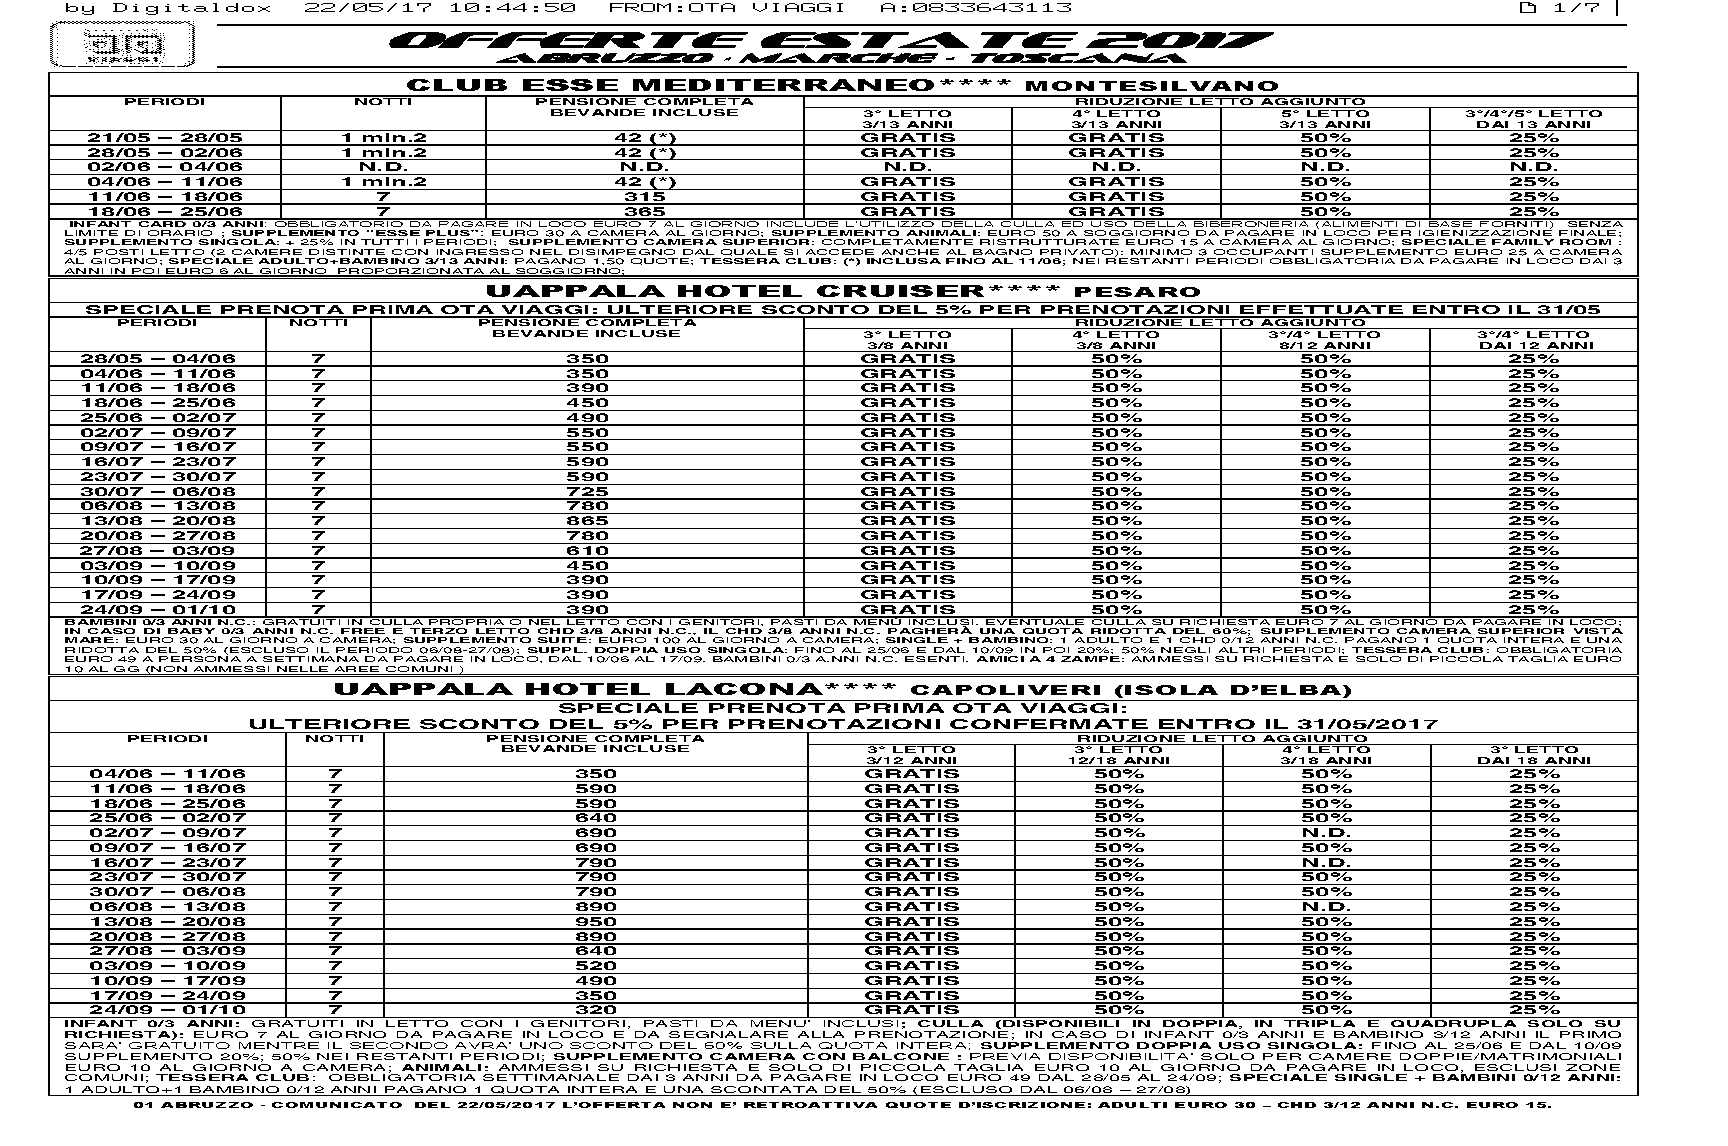 by Digitaldox 22/05/17 10:44:50 FROM:OTA VIAGGI A:0833643113 1/7
OFFERTE ESTATE 2017
ABRUZZO - MARCHE - TOSCANA
CLUB ESSE MEDITERRANEO**** MONTESILVANO
PERIODI NOTTI PENSIONE COMPLETA BEVANDE INCLUSE RIDUZIONE LETTO AGGIUNTO
3° LETTO 3/13 ANNI 4° LETTO 3/13 ANNI 5° LETTO 3/13 ANNI 3°/4°/5° LETTO DAI 13 ANNI
21/05 – 28/05 1 min.2 42 (*) GRATIS GRATIS 50% 25%
28/05 – 02/06 1 min.2 42 (*) GRATIS GRATIS 50% 25%
02/06 – 04/06 N.D. N.D. N.D. N.D. N.D. N.D.
04/06 – 11/06 1 min.2 42 (*) GRATIS GRATIS 50% 25%
11/06 – 18/06 7 315 GRATIS GRATIS 50% 25%
18/06 – 25/06 7 365 GRATIS GRATIS 50% 25%
INFANT CARD 0/3 ANNI: OBBLIGATORIO DA PAGARE IN LOCO EURO 7 AL GIORNO INCLUDE L'UTILIZZO DELLA CULLA ED USO DELLA BIBERONERIA (ALIMENTI DI BASE FORNITI) SENZA
LIMITE DI ORARIO ; SUPPLEMENTO "ESSE PLUS": EURO 30 A CAMERA AL GIORNO; SUPPLEMENTO ANIMALI: EURO 50 A SOGGIORNO DA PAGARE IN LOCO PER IGIENIZZAZIONE FINALE;
SUPPLEMENTO SINGOLA: + 25% IN TUTTI I PERIODI; SUPPLEMENTO CAMERA SUPERIOR: COMPLETAMENTE RISTRUTTURATE EURO 15 A CAMERA AL GIORNO; SPECIALE FAMILY ROOM :
4/5 POSTI LETTO (2 CAMERE DISTINTE CON INGRESSO NEL DISIMPEGNO DAL QUALE SI ACCEDE ANCHE AL BAGNO PRIVATO): MINIMO 3 OCCUPANTI SUPPLEMENTO EURO 25 A CAMERA
AL GIORNO; SPECIALE ADULTO+BAMBINO 3/13 ANNI: PAGANO 1,50 QUOTE; TESSERA CLUB: (*) INCLUSA FINO AL 11/06; NEI RESTANTI PERIODI OBBLIGATORIA DA PAGARE IN LOCO DAI 3
ANNI IN POI EURO 6 AL GIORNO PROPORZIONATA AL SOGGIORNO;
UAPPALA HOTEL CRUISER**** PESARO
SPECIALE PRENOTA PRIMA OTA VIAGGI: ULTERIORE SCONTO DEL 5% PER PRENOTAZIONI EFFETTUATE ENTRO IL 31/05
PERIODI NOTTI PENSIONE COMPLETA BEVANDE INCLUSE RIDUZIONE LETTO AGGIUNTO
3° LETTO 3/8 ANNI 4° LETTO 3/8 ANNI 3°/4° LETTO 8/12 ANNI 3°/4° LETTO DAI 12 ANNI
28/05 – 04/06 7 350 GRATIS 50% 50% 25%
04/06 – 11/06 7 350 GRATIS 50% 50% 25%
11/06 – 18/06 7 390 GRATIS 50% 50% 25%
18/06 – 25/06 7 450 GRATIS 50% 50% 25%
25/06 – 02/07 7 490 GRATIS 50% 50% 25%
02/07 – 09/07 7 550 GRATIS 50% 50% 25%
09/07 – 16/07 7 550 GRATIS 50% 50% 25%
16/07 – 23/07 7 590 GRATIS 50% 50% 25%
23/07 – 30/07 7 590 GRATIS 50% 50% 25%
30/07 – 06/08 7 725 GRATIS 50% 50% 25%
06/08 – 13/08 7 780 GRATIS 50% 50% 25%
13/08 – 20/08 7 865 GRATIS 50% 50% 25%
20/08 – 27/08 7 780 GRATIS 50% 50% 25%
27/08 – 03/09 7 610 GRATIS 50% 50% 25%
03/09 – 10/09 7 450 GRATIS 50% 50% 25%
10/09 – 17/09 7 390 GRATIS 50% 50% 25%
17/09 – 24/09 7 390 GRATIS 50% 50% 25%
24/09 – 01/10 7 390 GRATIS 50% 50% 25%
BAMBINI 0/3 ANNI N.C.: GRATUITI IN CULLA PROPRIA O NEL LETTO CON I GENITORI, PASTI DA MENÙ INCLUSI. EVENTUALE CULLA SU RICHIESTA EURO 7 AL GIORNO DA PAGARE IN LOCO;
IN CASO DI BABY 0/3 ANNI N.C. FREE E TERZO LETTO CHD 3/8 ANNI N.C., IL CHD 3/8 ANNI N.C. PAGHERÀ UNA QUOTA RIDOTTA DEL 60%; SUPPLEMENTO CAMERA SUPERIOR VISTA
MARE: EURO 30 AL GIORNO A CAMERA; SUPPLEMENTO SUITE: EURO 100 AL GIORNO A CAMERA; SINGLE + BAMBINO: 1 ADULTO E 1 CHD 0/12 ANNI N.C. PAGANO 1 QUOTA INTERA E UNA
RIDOTTA DEL 50% (ESCLUSO IL PERIODO 06/08-27/08); SUPPL. DOPPIA USO SINGOLA: FINO AL 25/06 E DAL 10/09 IN POI 20%; 50% NEGLI ALTRI PERIODI; TESSERA CLUB: OBBLIGATORIA
EURO 49 A PERSONA A SETTIMANA DA PAGARE IN LOCO, DAL 10/06 AL 17/09. BAMBINI 0/3 A.NNI N.C. ESENTI. AMICI A 4 ZAMPE: AMMESSI SU RICHIESTA E SOLO DI PICCOLA TAGLIA EURO
10 AL GG (NON AMMESSI NELLE AREE COMUNI )
UAPPALA HOTEL LACONA**** CAPOLIVERI (ISOLA D'ELBA)
SPECIALE PRENOTA PRIMA OTA VIAGGI:
ULTERIORE SCONTO DEL 5% PER PRENOTAZIONI CONFERMATE ENTRO IL 31/05/2017
PERIODI NOTTI PENSIONE COMPLETA BEVANDE INCLUSE RIDUZIONE LETTO AGGIUNTO
3° LETTO 3/12 ANNI 3° LETTO 12/18 ANNI 4° LETTO 3/18 ANNI 3° LETTO DAI 18 ANNI
04/06 – 11/06 7 350 GRATIS 50% 50% 25%
11/06 – 18/06 7 590 GRATIS 50% 50% 25%
18/06 – 25/06 7 590 GRATIS 50% 50% 25%
25/06 – 02/07 7 640 GRATIS 50% 50% 25%
02/07 – 09/07 7 690 GRATIS 50% N.D. 25%
09/07 – 16/07 7 690 GRATIS 50% 50% 25%
16/07 – 23/07 7 790 GRATIS 50% N.D. 25%
23/07 – 30/07 7 790 GRATIS 50% 50% 25%
30/07 – 06/08 7 790 GRATIS 50% 50% 25%
06/08 – 13/08 7 890 GRATIS 50% N.D. 25%
13/08 – 20/08 7 950 GRATIS 50% 50% 25%
20/08 – 27/08 7 890 GRATIS 50% 50% 25%
27/08 – 03/09 7 640 GRATIS 50% 50% 25%
03/09 – 10/09 7 520 GRATIS 50% 50% 25%
10/09 – 17/09 7 490 GRATIS 50% 50% 25%
17/09 – 24/09 7 350 GRATIS 50% 50% 25%
24/09 – 01/10 7 320 GRATIS 50% 50% 25%
INFANT 0/3 ANNI: GRATUITI IN LETTO CON I GENITORI, PASTI DA MENU' INCLUSI; CULLA (DISPONIBILI IN DOPPIA, IN TRIPLA E QUADRUPLA SOLO SU
RICHIESTA): EURO 7 AL GIORNO DA PAGARE IN LOCO E DA SEGNALARE ALLA PRENOTAZIONE; IN CASO DI INFANT 0/3 ANNI E BAMBINO 3/12 ANNI IL PRIMO
SARA' GRATUITO MENTRE IL SECONDO AVRA' UNO SCONTO DEL 60% SULLA QUOTA INTERA; SUPPLEMENTO DOPPIA USO SINGOLA: FINO AL 25/06 E DAL 10/09
SUPPLEMENTO 20%; 50% NEI RESTANTI PERIODI; SUPPLEMENTO CAMERA CON BALCONE : PREVIA DISPONIBILITA' SOLO PER CAMERE DOPPIE/MATRIMONIALI
EURO 10 AL GIORNO A CAMERA; ANIMALI: AMMESSI SU RICHIESTA E SOLO DI PICCOLA TAGLIA EURO 10 AL GIORNO DA PAGARE IN LOCO, ESCLUSI ZONE
COMUNI; TESSERA CLUB: OBBLIGATORIA SETTIMANALE DAI 3 ANNI DA PAGARE IN LOCO EURO 49 DAL 28/05 AL 24/09; SPECIALE SINGLE + BAMBINI 0/12 ANNI:
1 ADULTO+1 BAMBINO 0/12 ANNI PAGANO 1 QUOTA INTERA E UNA SCONTATA DEL 50% (ESCLUSO DAL 06/08 – 27/08)
01 ABRUZZO - COMUNICATO DEL 22/05/2017 L'OFFERTA NON E' RETROATTIVA QUOTE D'ISCRIZIONE: ADULTI EURO 30 – CHD 3/12 ANNI N.C. EURO 15.